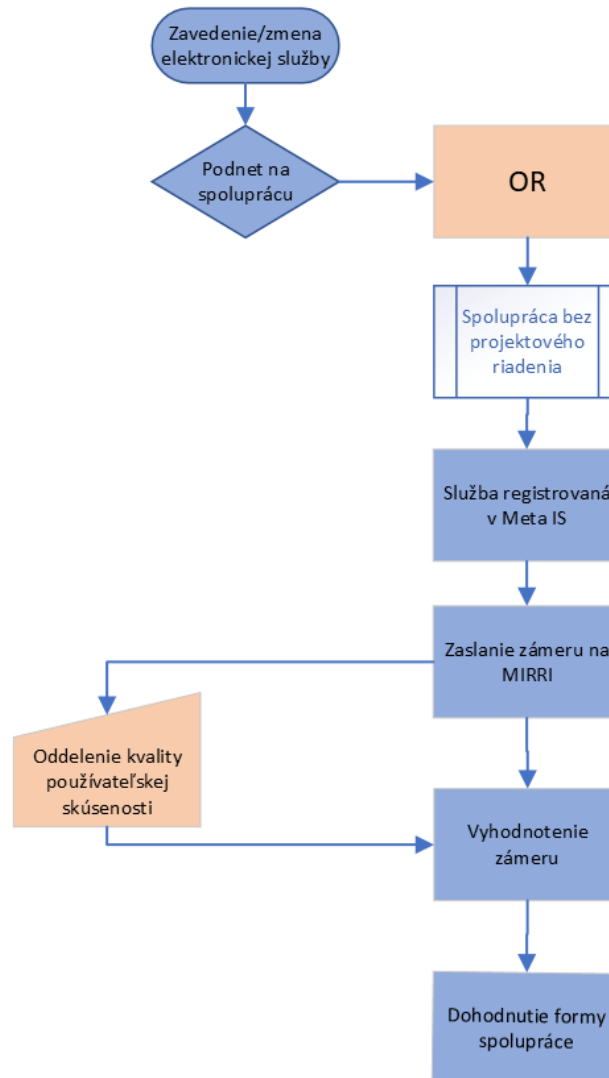 Zavedenie/zmena
elektronickej služby
Podnet na
spoluprácu
OR
Spolupráca bez
projektového
riadenia
Služba registrovaná
v Meta IS
Zaslanie zámeru na
MIRRI
Oddelenie kvality
používateľskej
skúsenosti
Vyhodnotenie
zámeru
Dohodnutie formy
spolupráce